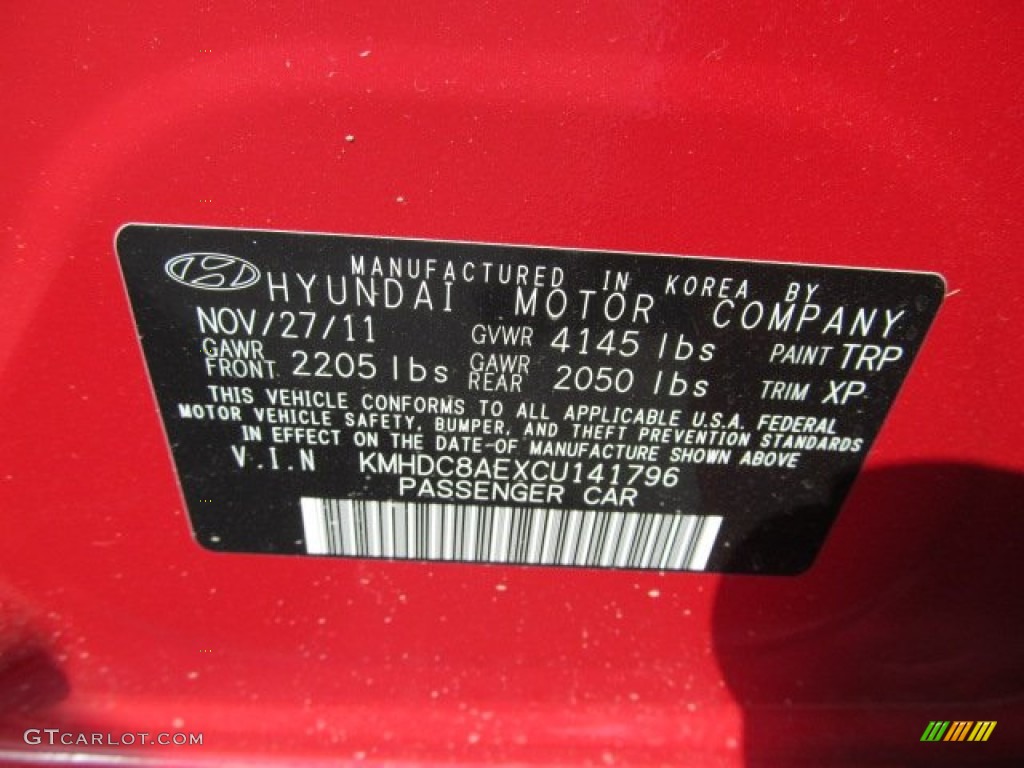 MANUFACTURED IN KOREA BY
HYUNDAI MOTOR COMPANY
NOV/27/11 GVWR 4145 lbs PAINT TRP
GAWR FRONT 2205 lbs GAWR REAR 2050 lbs TRIM XP
THIS VEHICLE CONFORMS TO ALL APPLICABLE U.S.A. FEDERAL
MOTOR VEHICLE SAFETY, BUMPER, AND THEFT PREVENTION STANDARDS
IN EFFECT ON THE DATE-OF MANUFACTURE SHOWN ABOVE
V.I.N KMHDC8AEXCU141796
PASSENGER CAR
GTCARLOT.COM